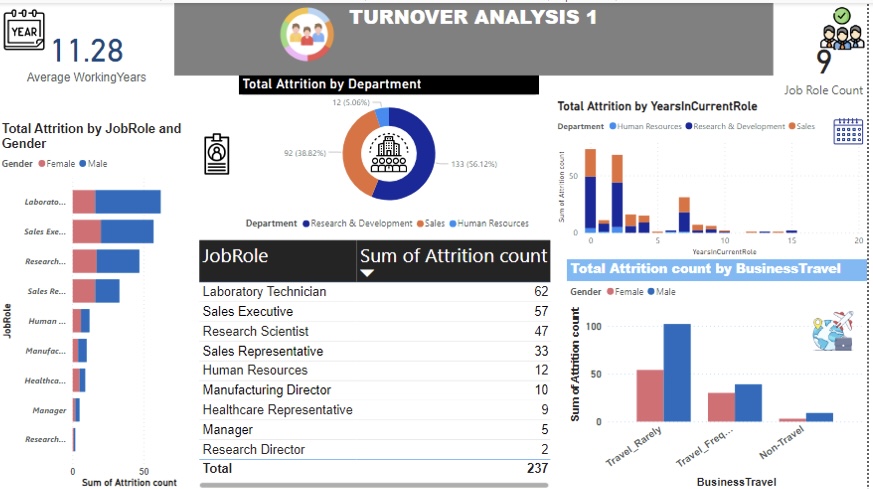 YEAR
11.28
Average WorkingYears
TURNOVER ANALYSIS 1
9
Job Role Count
Total Attrition by JobRole and
Gender
Gender Female Male
JobRole
Laborato...
Sales Exe...
Research...
Sales Re...
Human ...
Manufac...
Healthca...
Manager
Research...
0 50
Sum of Attrition count
Total Attrition by Department
12 (5.06%)
92 (38.82%)
133 (56.12%)
Department Research & Development Sales Human Resources
JobRole Sum of Attrition count
Laboratory Technician 62
Sales Executive 57
Research Scientist 47
Sales Representative 33
Human Resources 12
Manufacturing Director 10
Healthcare Representative 9
Manager 5
Research Director 2
Total 237
Total Attrition by YearsInCurrentRole
Department Human Resources Research & Development Sales
Sum of Attrition count
50
0
0 5 10 15 20
YearsInCurrentRole
Total Attrition count by BusinessTravel
Gender Female Male
Sum of Attrition count
100
50
0
Travel_Rarely
Travel_Freq...
Non-Travel
BusinessTravel